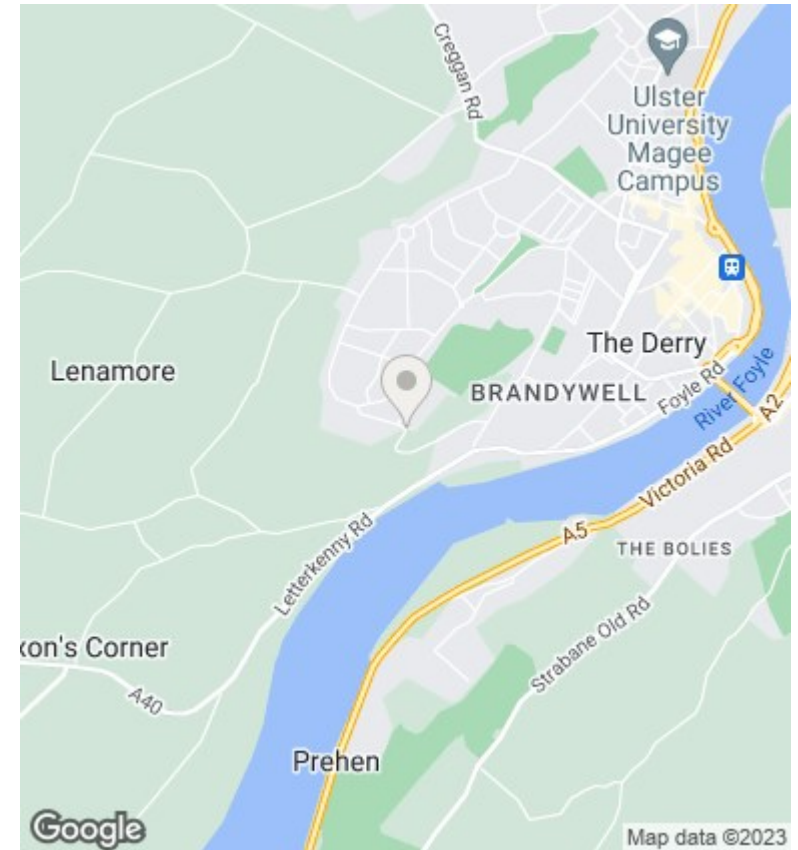 Creggan Rd
Ulster
University
Magee
Campus
The Derry
Lenamore
BRANDYWELL
Foyle Rd
River Foyle
A2
Victoria Rd
A5
THE BOLIES
Letterkenny Rd
Strabane Old Rd
xon's Corner
A40
Prehen
Google
Map data ©2023